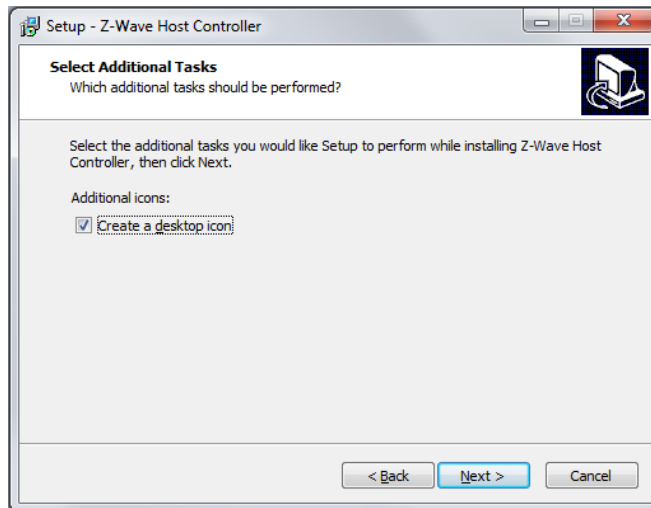 Setup - Z-Wave Host Controller
Select Additional Tasks
Which additional tasks should be performed?
Select the additional tasks you would like Setup to perform while installing Z-Wave Host
Controller, then click Next.
Additional icons:
Create a desktop icon
< Back
Next >
Cancel